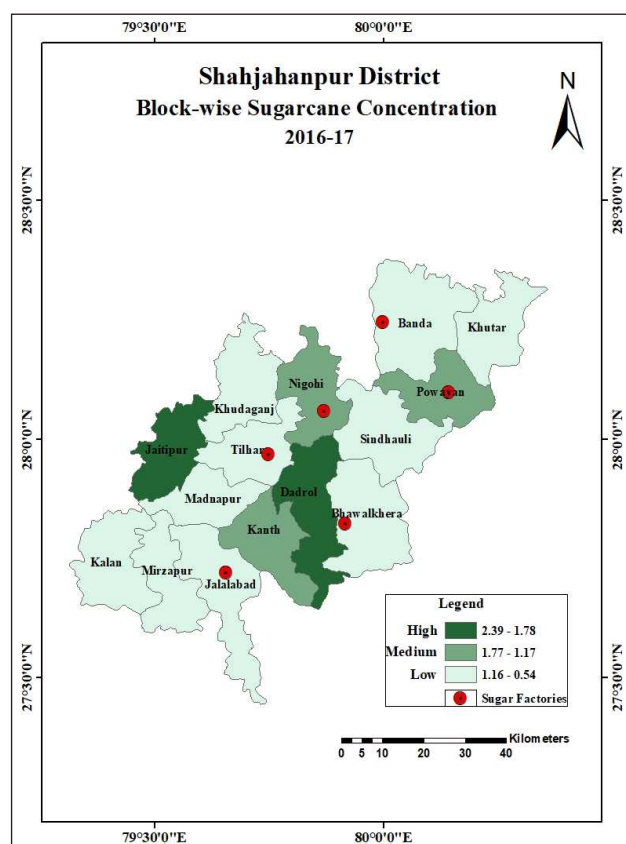 79°30'0"E 80°0'0"E
Shahjahanpur District
Block-wise Sugarcane Concentration
2016-17
N
28°30'0"N 28°30'0"N
Banda
Khutar
Nigohi
Powayan
Khudaganj
28°0'0"N 28°0'0"N
Sindhauli
Jaitipur
Tilhar
Dadrol
Madnapur
Bhawalkhera
Kanth
Kalan
Mirzapur
Jalalabad
Legend
High 2.39 - 1.78
Medium 1.77 - 1.17
Low 1.16 - 0.54
Sugar Factories
27°30'0"N 27°30'0"N
Kilometers
0 5 10 20 30 40
79°30'0"E 80°0'0"E